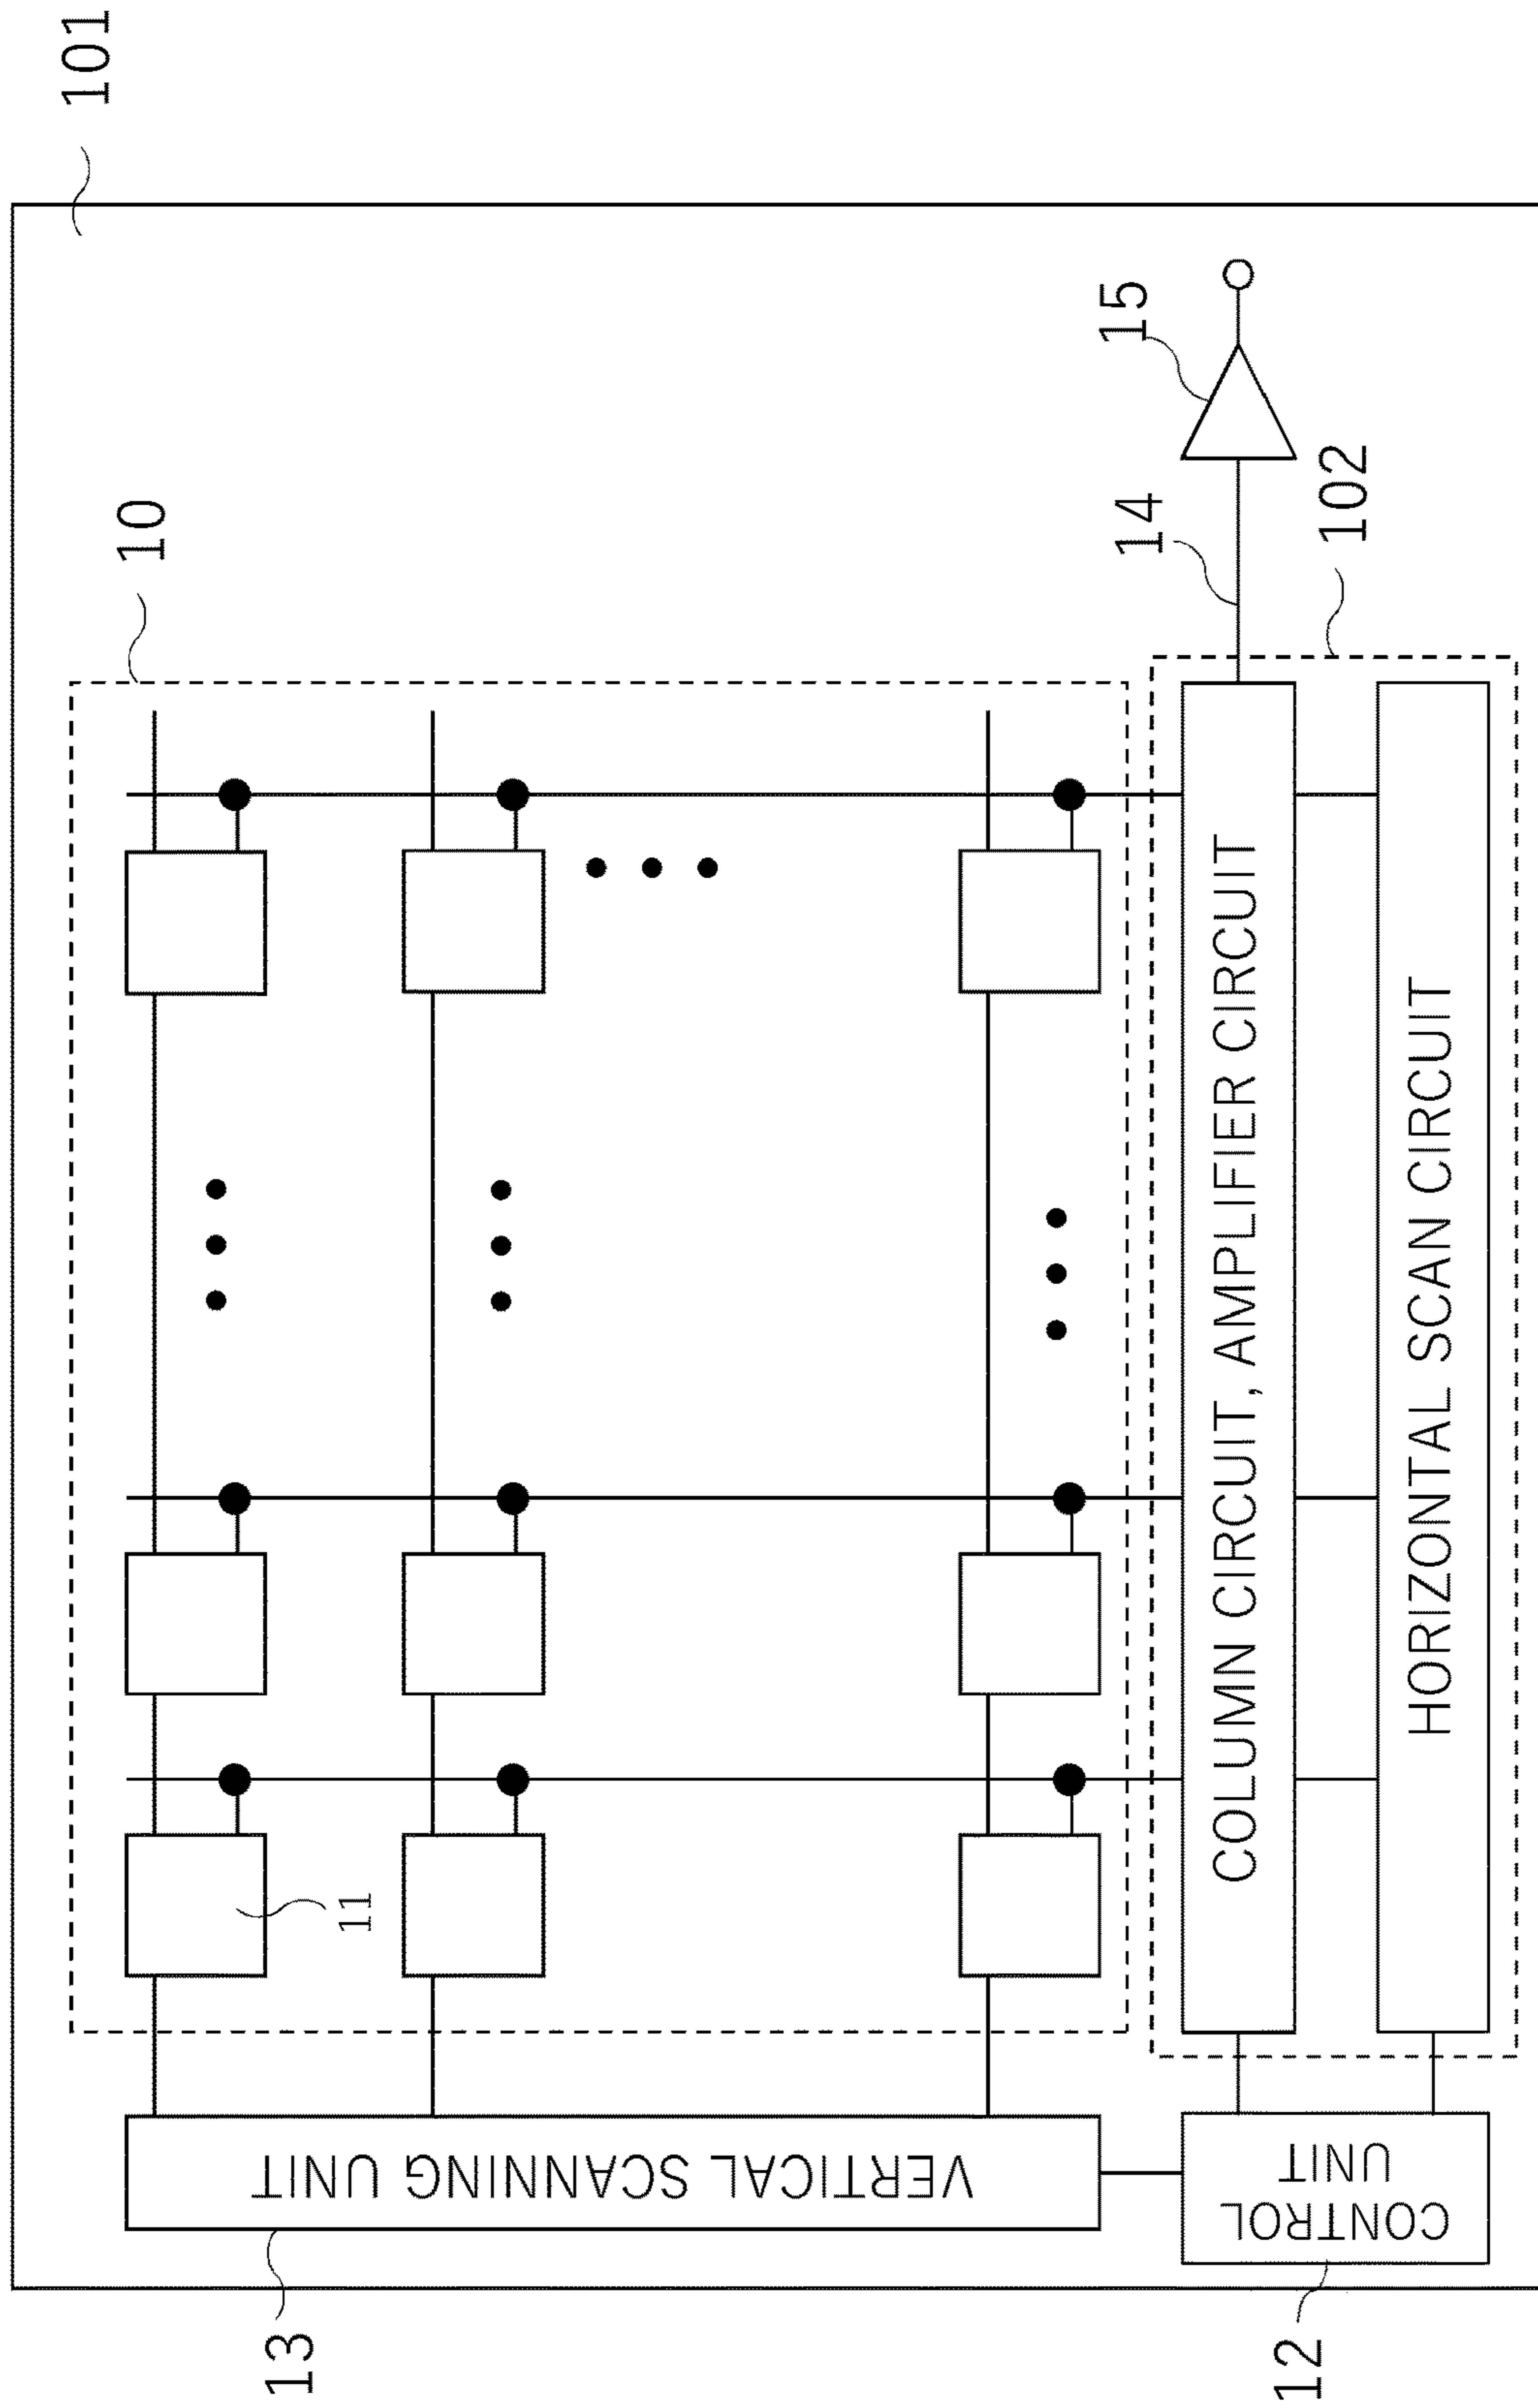 101
10
15
14
102
11
13
VERTICAL SCANNING UNIT
COLUMN CIRCUIT, AMPLIFIER CIRCUIT
HORIZONTAL SCAN CIRCUIT
CONTROL
UNIT
12